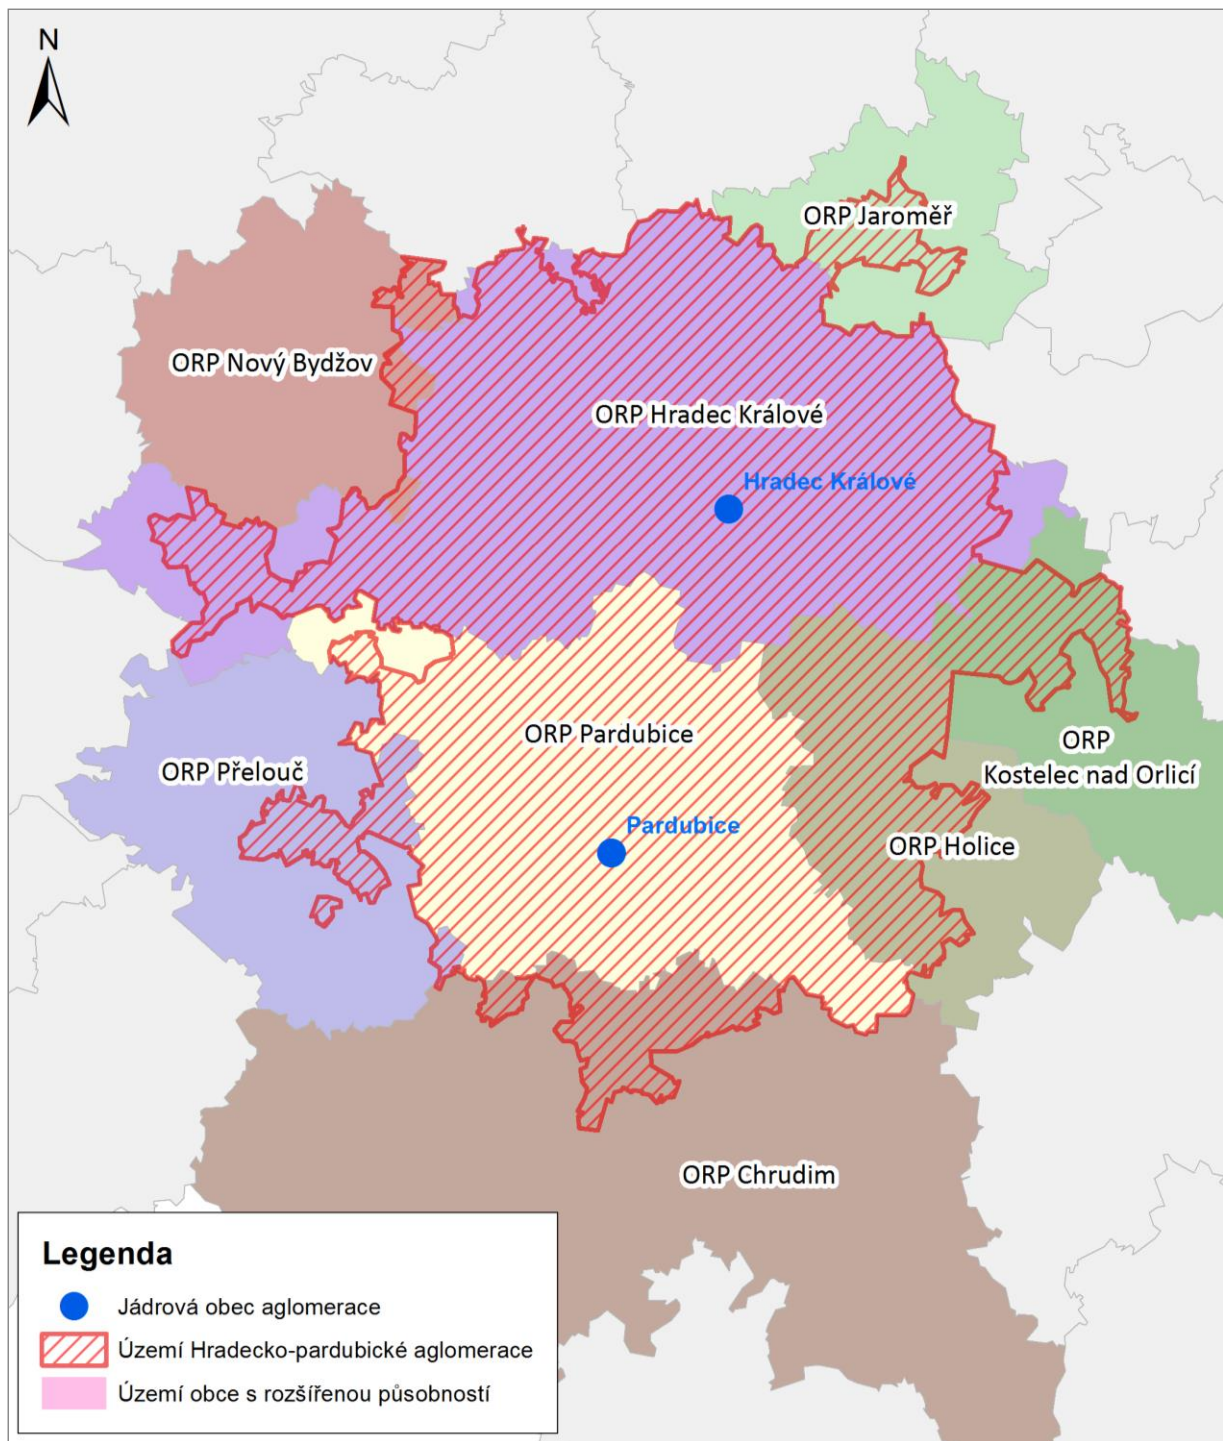 N
ORP Jaroměř
ORP Nový Bydžov
ORP Hradec Králové
Hradec Králové
ORP Pardubice
ORP
Kostelec nad Orlicí
ORP Přelouč
Pardubice
ORP Holice
ORP Chrudim
Legenda
Jádrová obec aglomerace
Území Hradecko-pardubické aglomerace
Území obce s rozšířenou působností